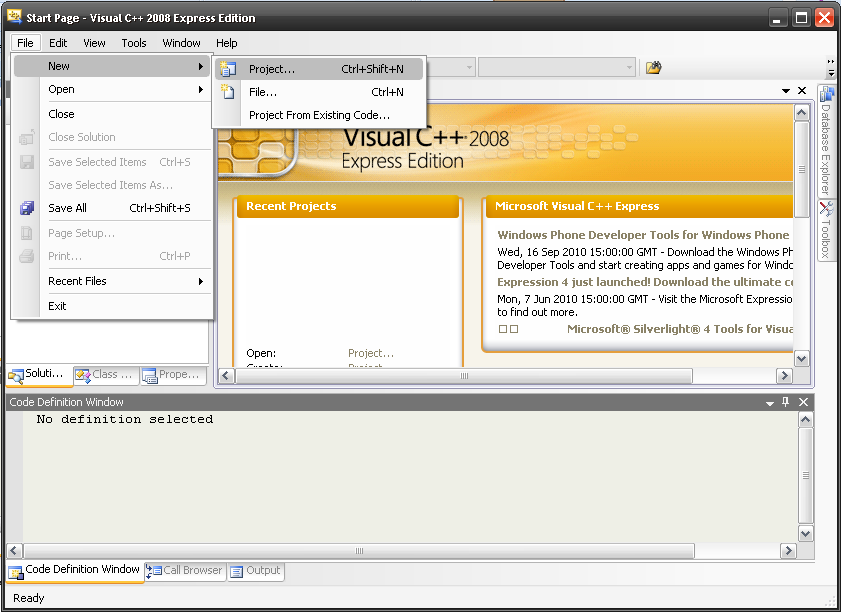 Start Page - Visual C++ 2008 Express Edition
File Edit View Tools Window Help
New
Open
Close
Close Solution
Save Selected Items Ctrl+S
Save Selected Items As...
Save All Ctrl+Shift+S
Page Setup...
Print... Ctrl+P
Recent Files
Exit
Project... Ctrl+Shift+N
File... Ctrl+N
Project From Existing Code...
Visual C++ 2008
Express Edition
Recent Projects
Open: Project...
Create: Project
Microsoft Visual C++ Express
Windows Phone Developer Tools for Windows Phone
Wed, 16 Sep 2010 15:00:00 GMT - Download the Windows Ph
Developer Tools and start creating apps and games for Windo
Expression 4 just launched! Download the ultimate c
Mon, 7 Jun 2010 15:00:00 GMT - Visit the Microsoft Expressio
to find out more.
Microsoft® Silverlight® 4 Tools for Visua
Database Explorer
Toolbox
Soluti... Class ... Prope...
Code Definition Window
No definition selected
Code Definition Window Call Browser Output
Ready